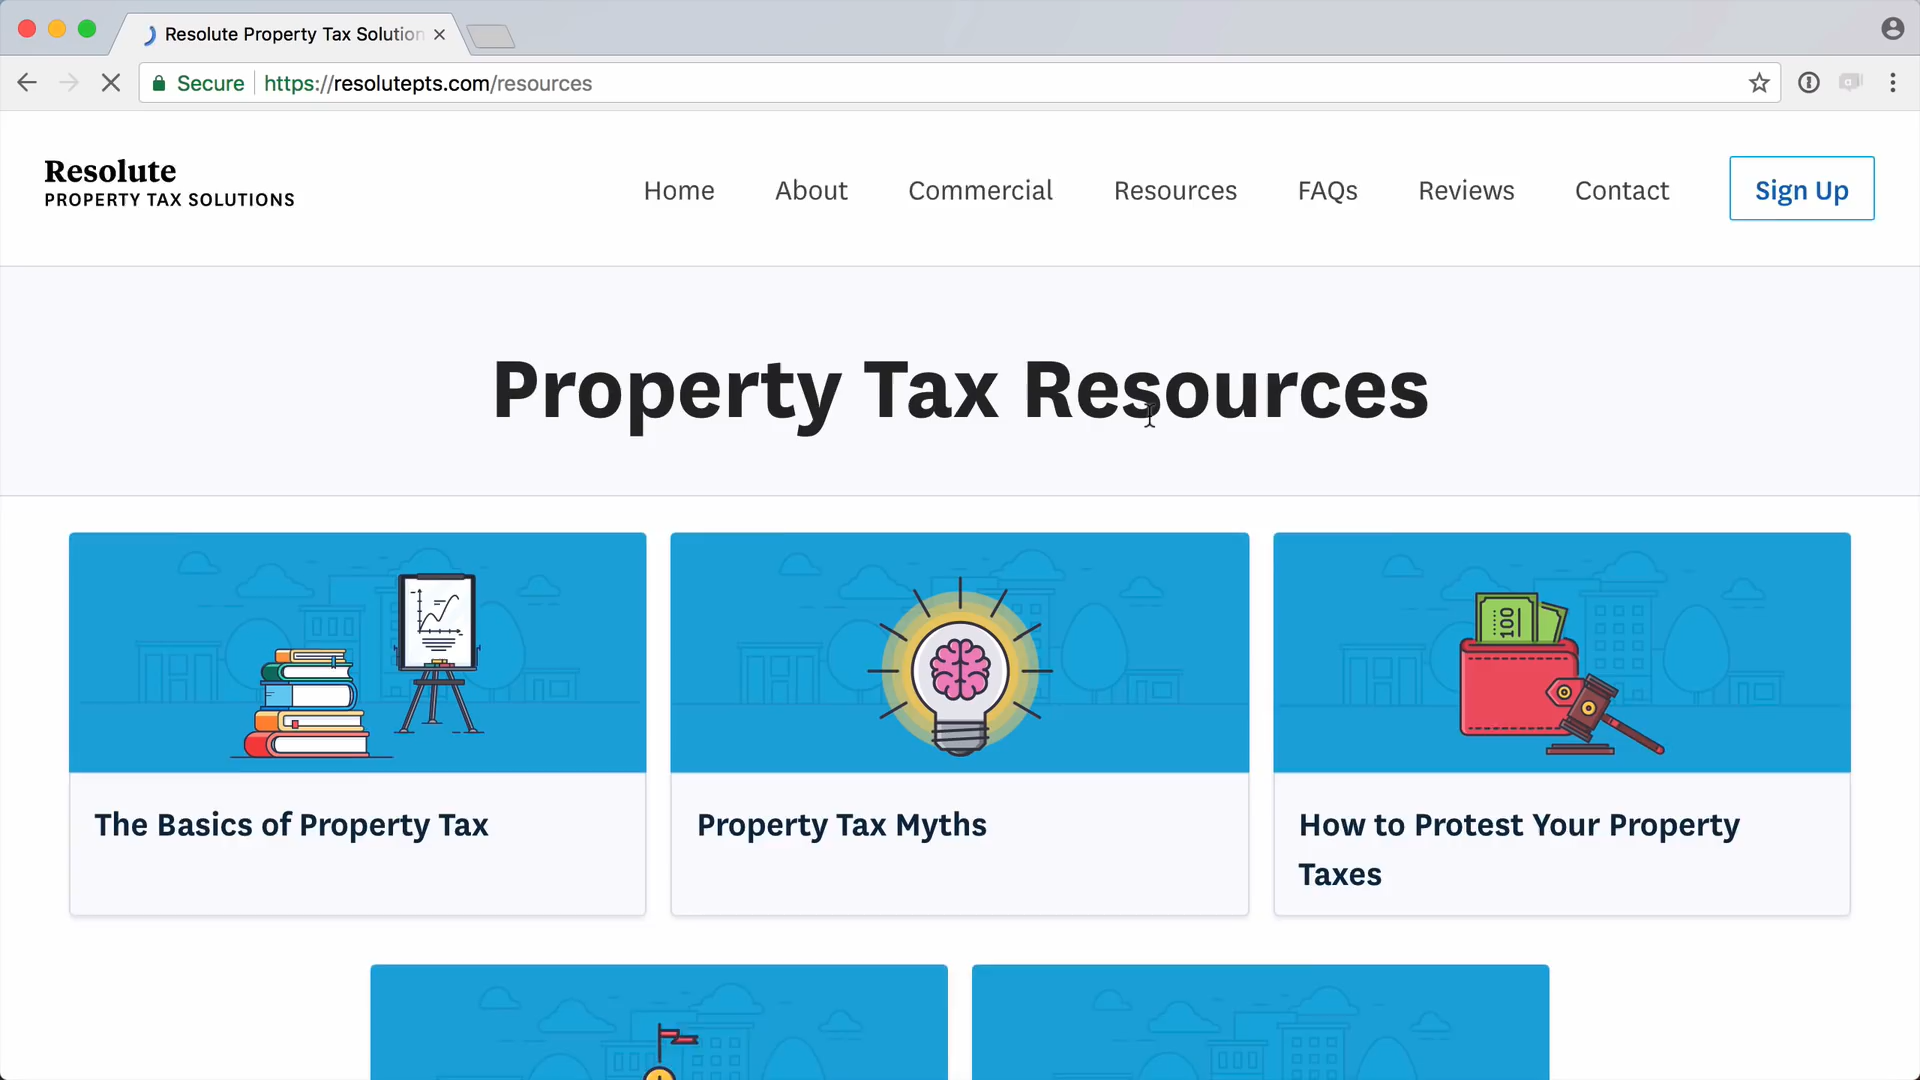 Resolute Property Tax Solution
Secure
https://resolutepts.com/resources
Resolute
PROPERTY TAX SOLUTIONS
Home
About
Commercial
Resources
FAQs
Reviews
Contact
Sign Up
Property Tax Resources
100
The Basics of Property Tax
Property Tax Myths
How to Protest Your Property
Taxes